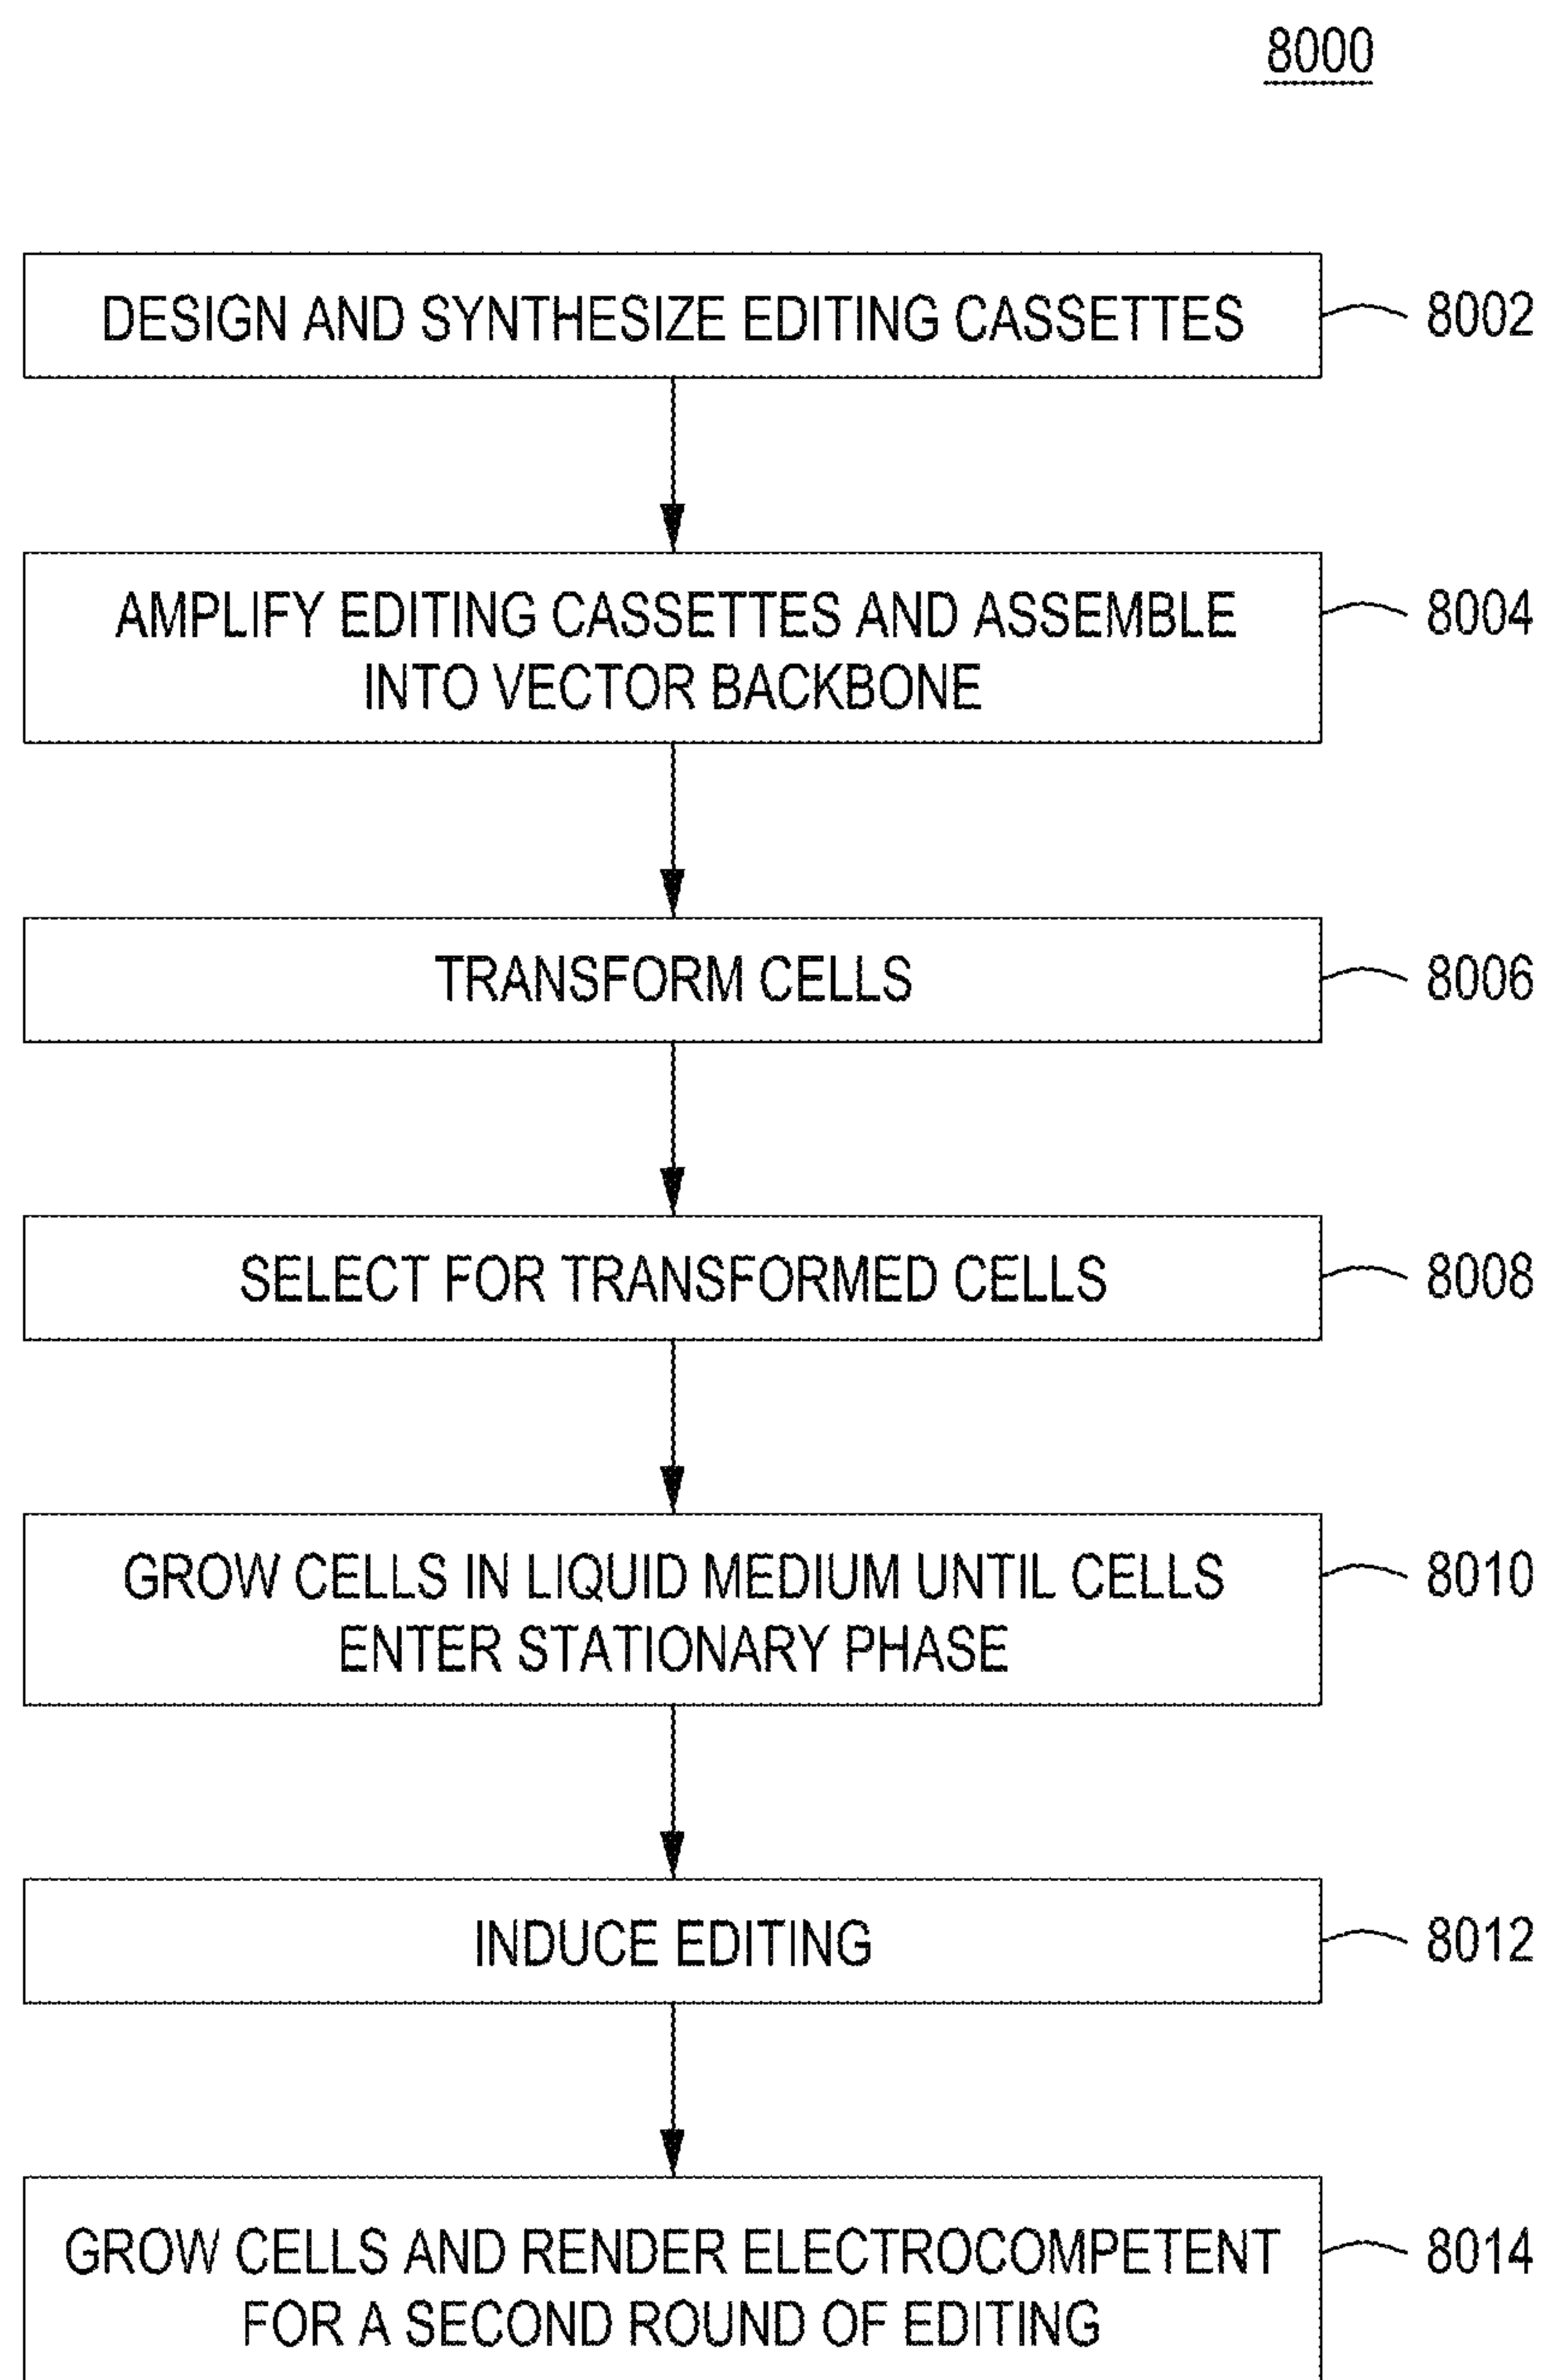 8000
DESIGN AND SYNTHESIZE EDITING CASSETTES
8002
AMPLIFY EDITING CASSETTES AND ASSEMBLE
INTO VECTOR BACKBONE
8004
TRANSFORM CELLS
8006
SELECT FOR TRANSFORMED CELLS
8008
GROW CELLS IN LIQUID MEDIUM UNTIL CELLS
ENTER STATIONARY PHASE
8010
INDUCE EDITING
8012
GROW CELLS AND RENDER ELECTROCOMPETENT
FOR A SECOND ROUND OF EDITING
8014